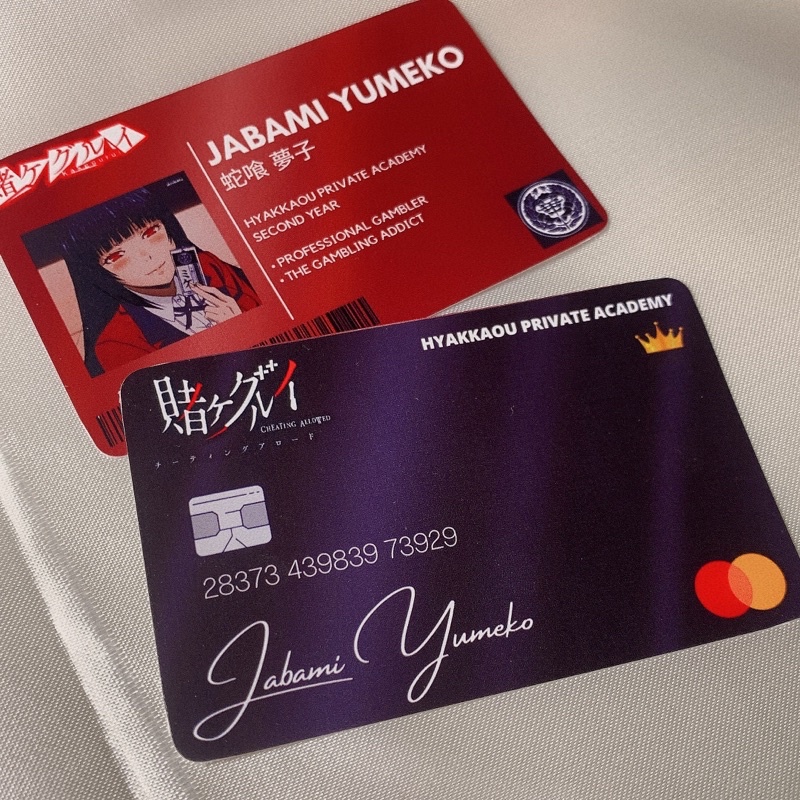 賭ケグルイ
Kakegurui
JABAMI YUMEKO
蛇喰 夢子
HYAKKAOU PRIVATE ACADEMY
SECOND YEAR
• PROFESSIONAL GAMBLER
• THE GAMBLING ADDICT
HYAKKAOU PRIVATE ACADEMY
賭ケグルイ
CHEATING ALLOWED
チーティングアロード
28373 439839 73929
Jabami Yumeko